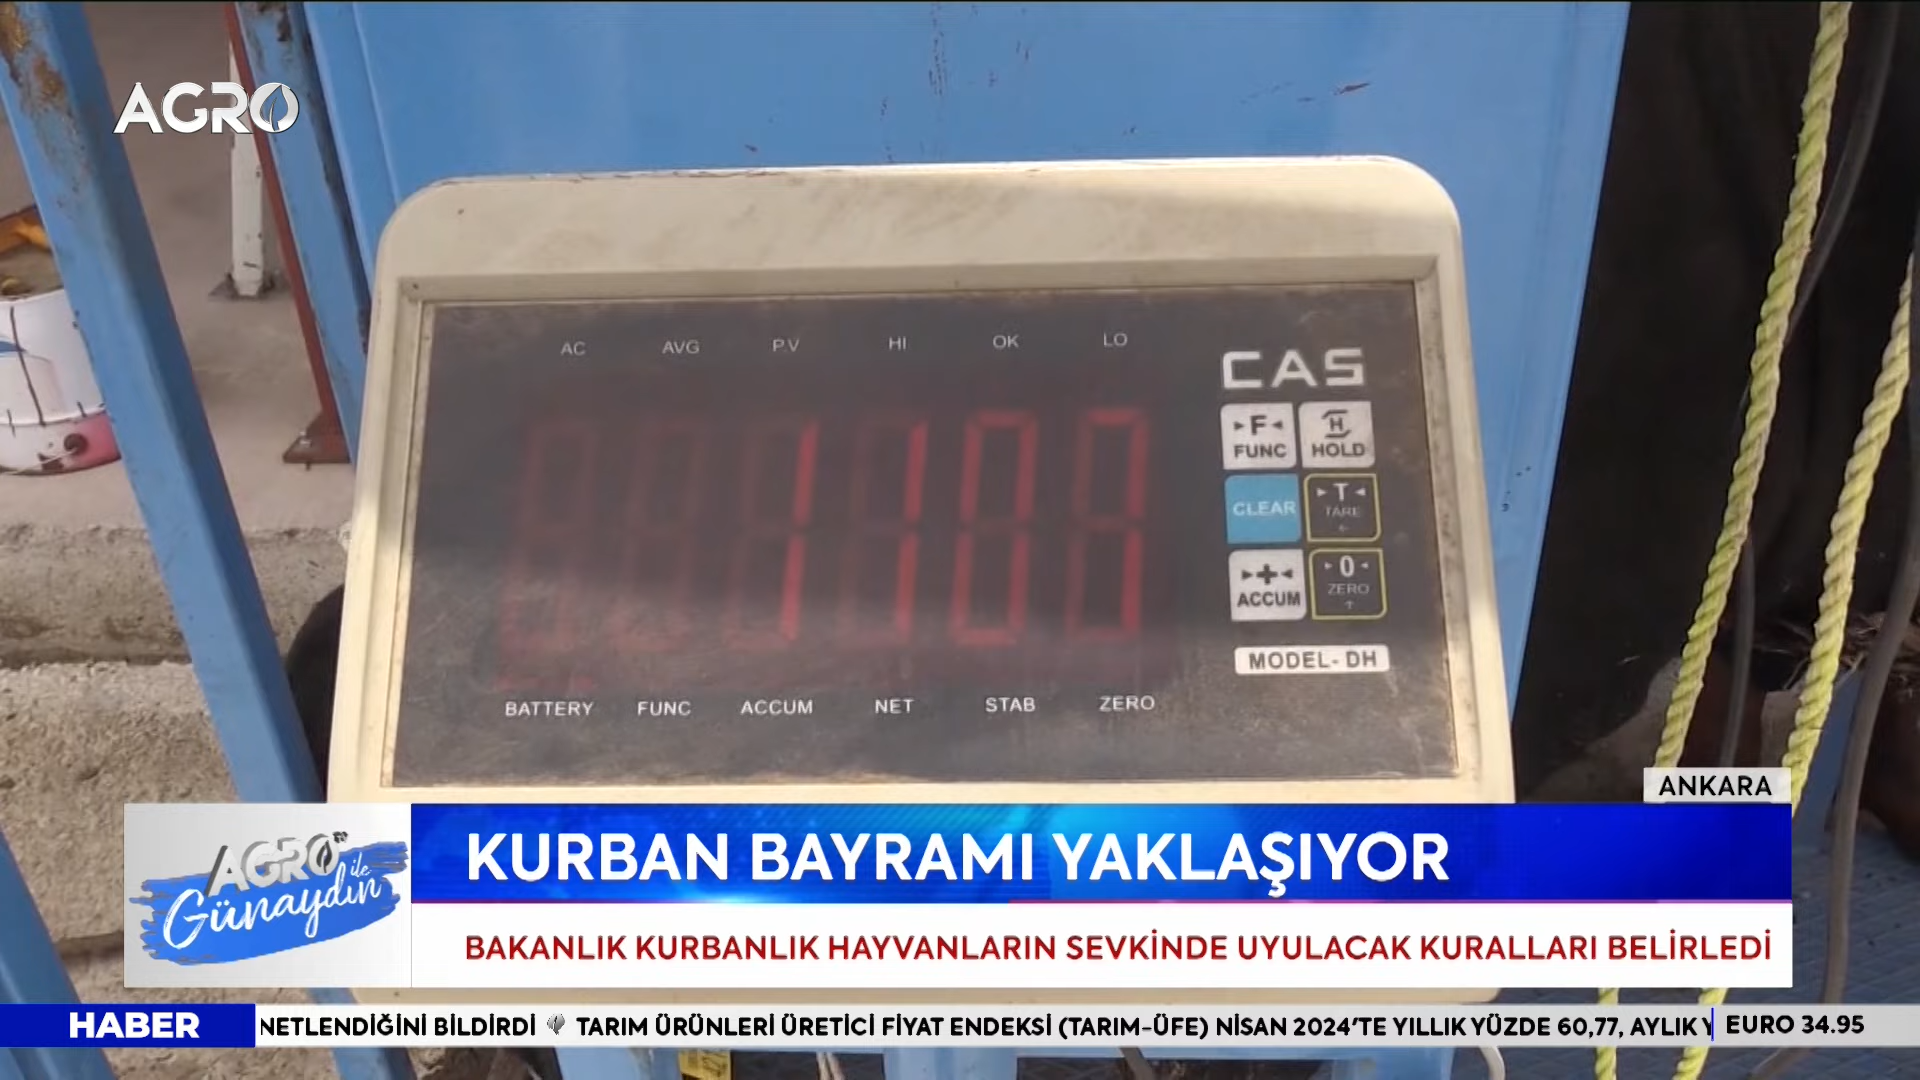 AGRO
AC AVG P.V HI OK LO
CAS
1107
F FUNC
H HOLD
CLEAR
T TARE
+ ACCUM
0 ZERO
MODEL-DH
BATTERY FUNC ACCUM NET STAB ZERO
ANKARA
AGRO TV ile Günaydın
KURBAN BAYRAMI YAKLAŞIYOR
BAKANLIK KURBANLIK HAYVANLARIN SEVKİNDE UYULACAK KURALLARI BELİRLEDİ
HABER
NETLENDİĞİNİ BİLDİRDİ TARIM ÜRÜNLERİ ÜRETİCİ FİYAT ENDEKSİ (TARIM-ÜFE) NİSAN 2024'TE YILLIK YÜZDE 60,77, AYLIK
EURO 34.95